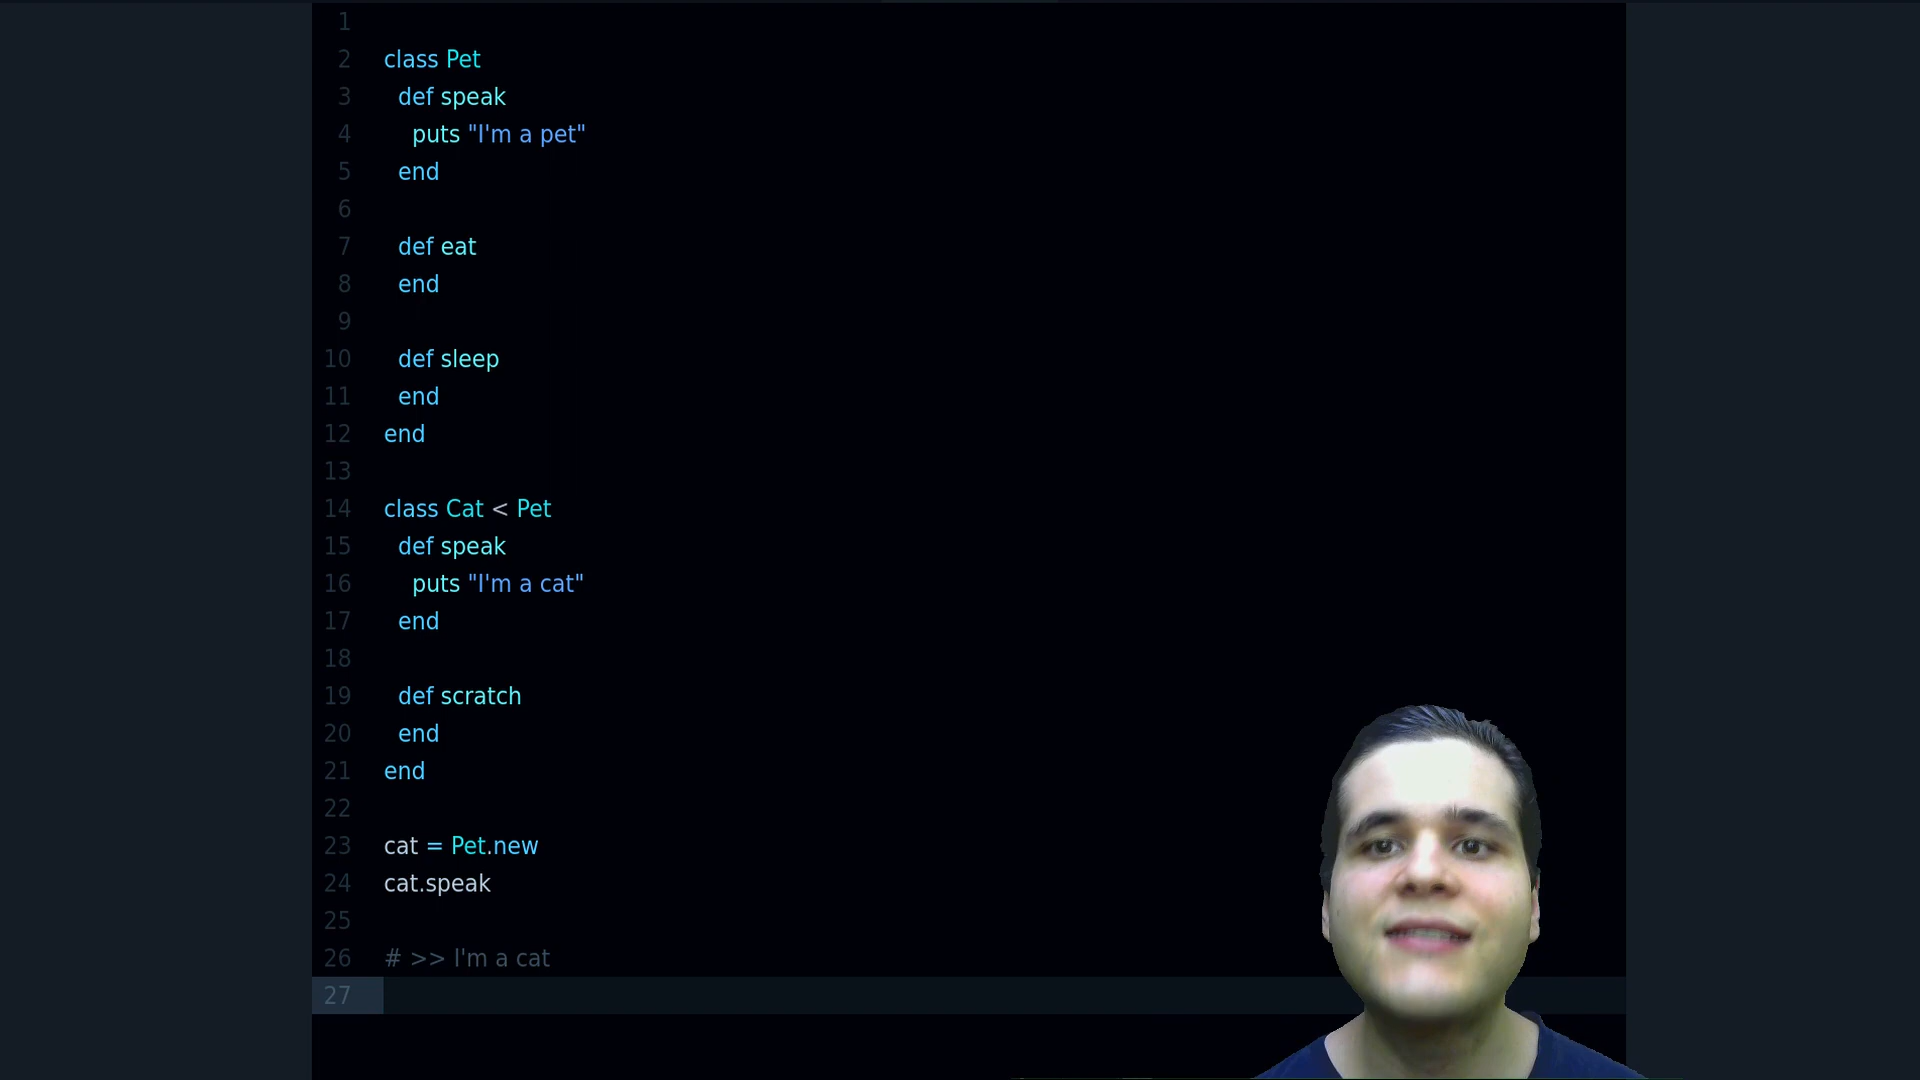 1
2 class Pet
3 def speak
4 puts "I'm a pet"
5 end
6
7 def eat
8 end
9
10 def sleep
11 end
12 end
13
14 class Cat < Pet
15 def speak
16 puts "I'm a cat"
17 end
18
19 def scratch
20 end
21 end
22
23 cat = Pet.new
24 cat.speak
25
26 # >> I'm a cat
27